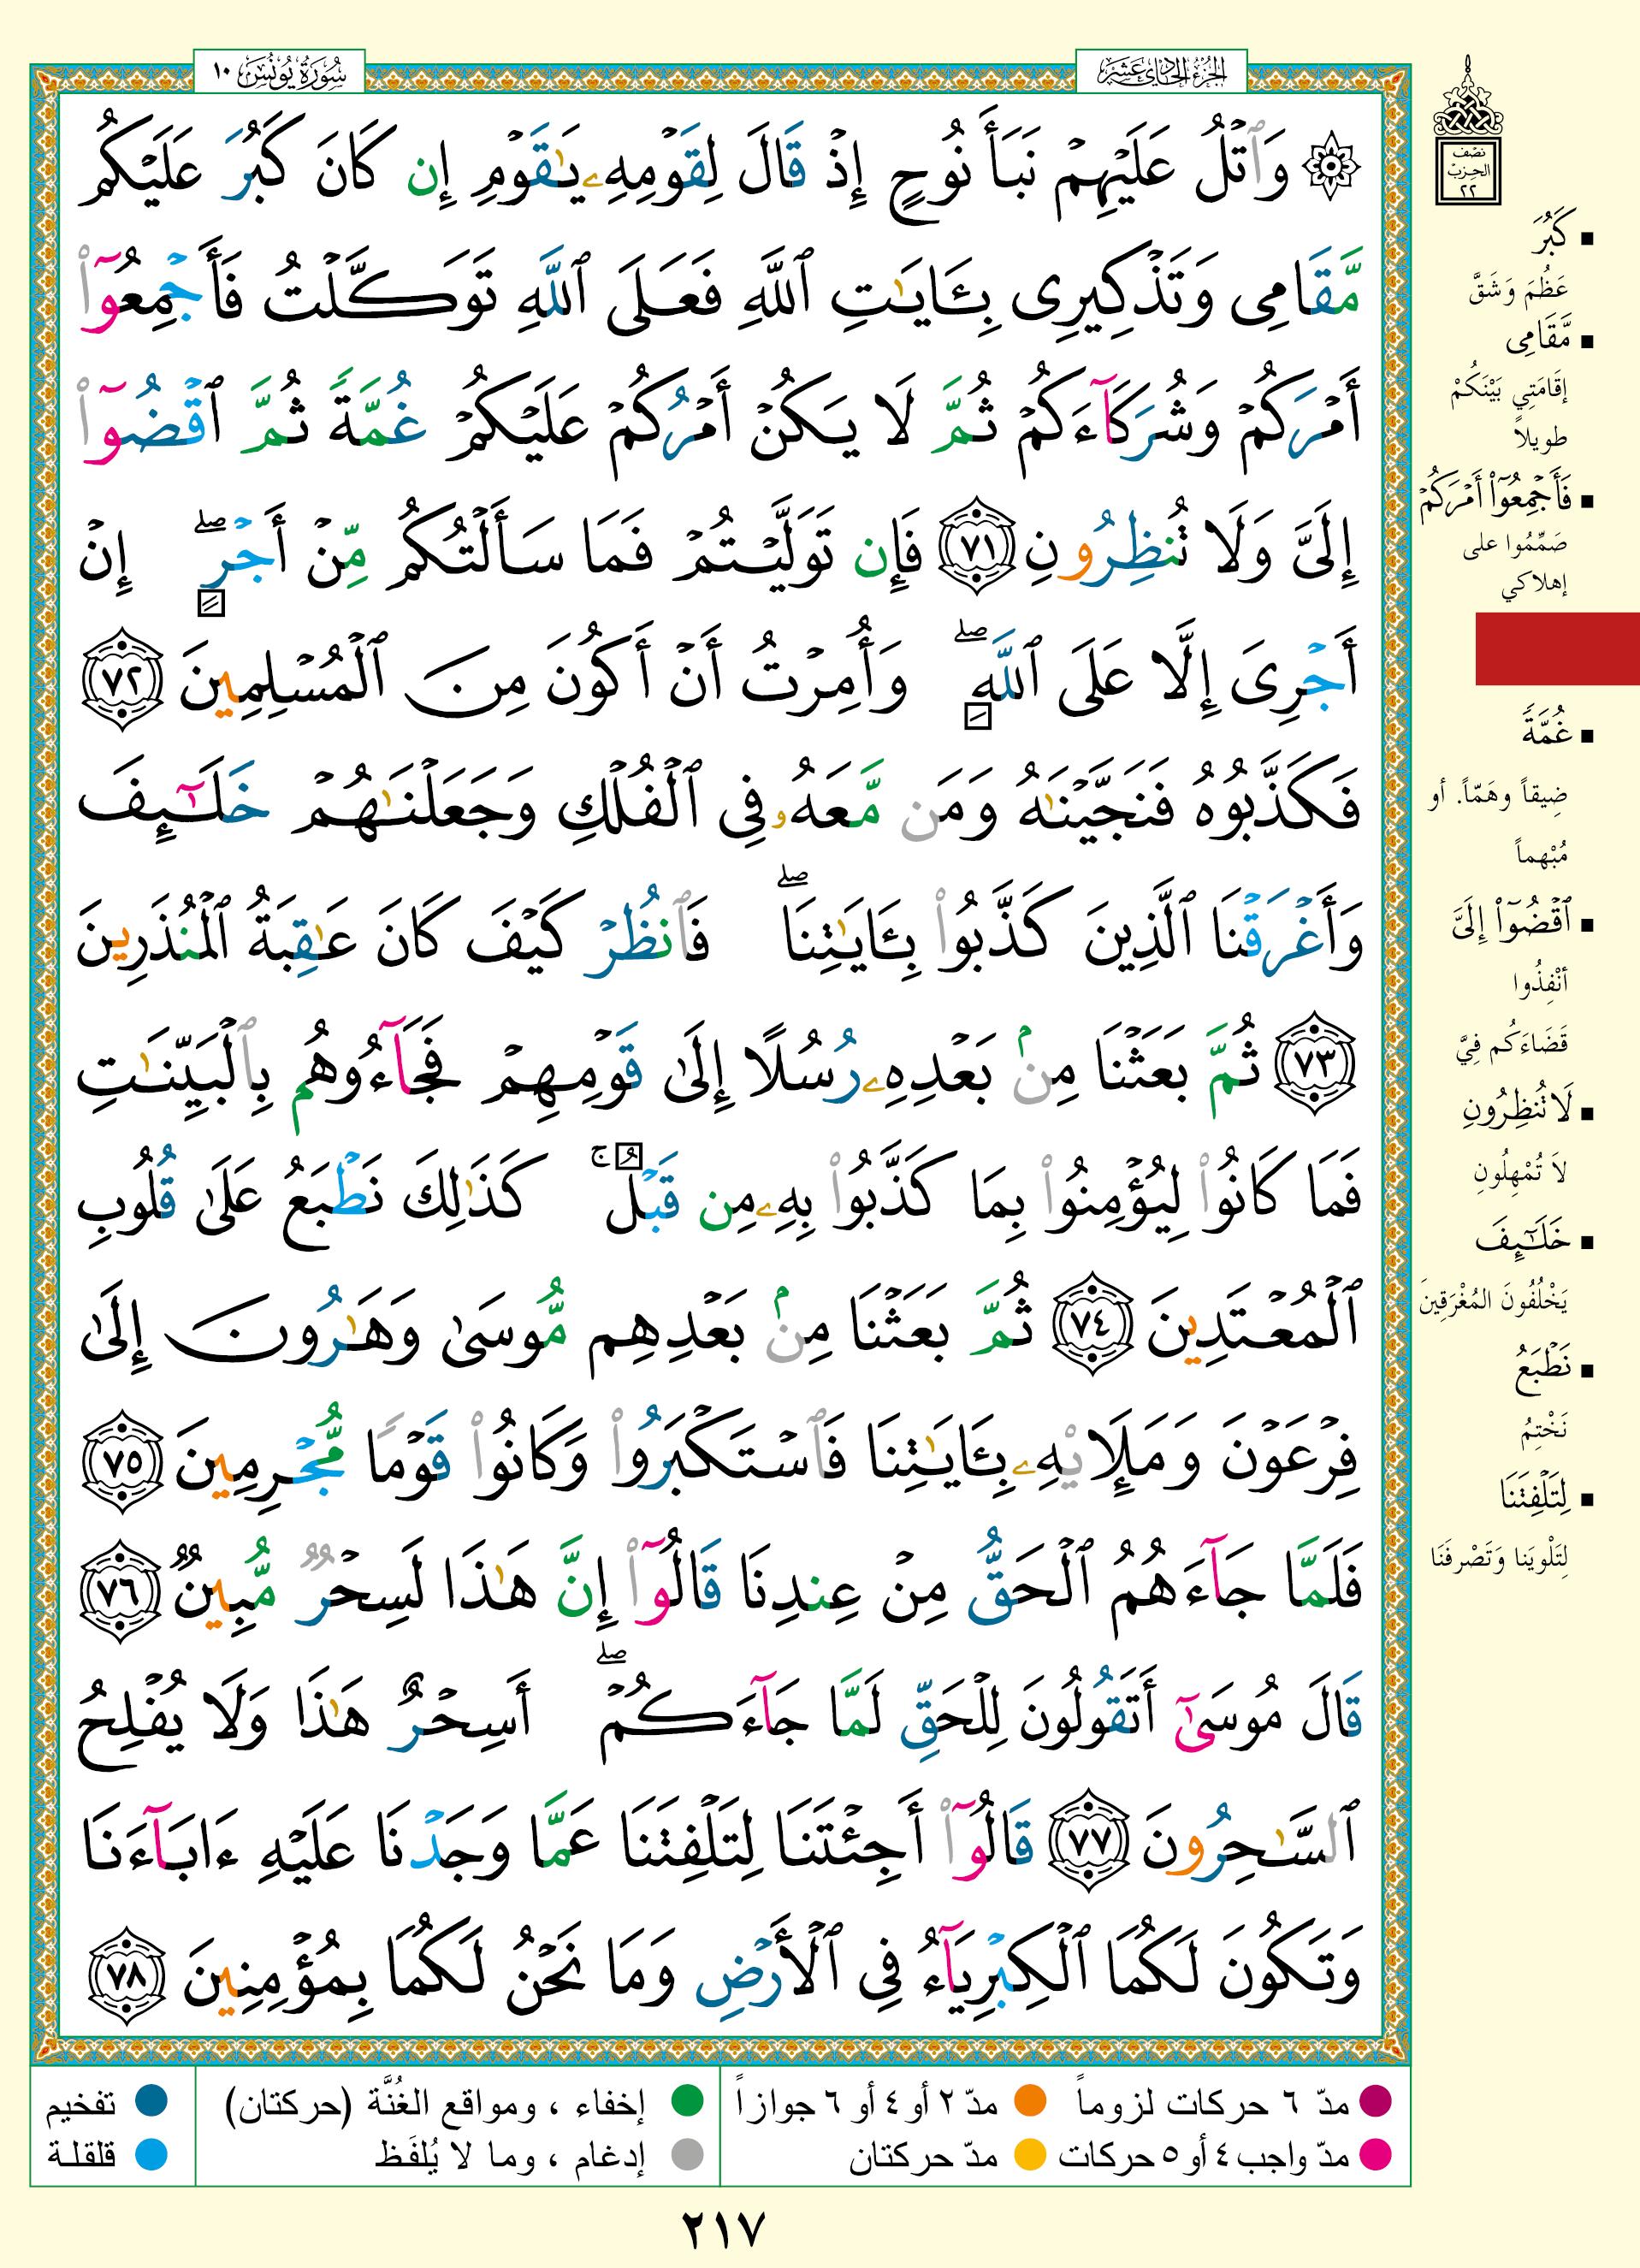 الجزء الحادي عشر
سورة يونس ١٠
۞ وَٱتۡلُ عَلَيۡهِمۡ نَبَأَ نُوحٍ إِذۡ قَالَ لِقَوۡمِهِۦ يَٰقَوۡمِ إِن كَانَ كَبُرَ عَلَيۡكُم
مَّقَامِي وَتَذۡكِيرِي بِـَٔايَٰتِ ٱللَّهِ فَعَلَى ٱللَّهِ تَوَكَّلۡتُ فَأَجۡمِعُوٓاْ
أَمۡرَكُمۡ وَشُرَكَآءَكُمۡ ثُمَّ لَا يَكُنۡ أَمۡرُكُمۡ عَلَيۡكُمۡ غُمَّةٗ ثُمَّ ٱقۡضُوٓاْ
إِلَيَّ وَلَا تُنظِرُونِ ٧١ فَإِن تَوَلَّيۡتُمۡ فَمَا سَأَلۡتُكُم مِّنۡ أَجۡرٍۖ إِنۡ
أَجۡرِيَ إِلَّا عَلَى ٱللَّهِۖ وَأُمِرۡتُ أَنۡ أَكُونَ مِنَ ٱلۡمُسۡلِمِينَ ٧٢
فَكَذَّبُوهُ فَنَجَّيۡنَٰهُ وَمَن مَّعَهُۥ فِي ٱلۡفُلۡكِ وَجَعَلۡنَٰهُمۡ خَلَٰٓئِفَ
وَأَغۡرَقۡنَا ٱلَّذِينَ كَذَّبُواْ بِـَٔايَٰتِنَاۖ فَٱنظُرۡ كَيۡفَ كَانَ عَٰقِبَةُ ٱلۡمُنذَرِينَ
٧٣ ثُمَّ بَعَثۡنَا مِنۢ بَعۡدِهِۦ رُسُلًا إِلَىٰ قَوۡمِهِمۡ فَجَآءُوهُم بِٱلۡبَيِّنَٰتِ
فَمَا كَانُواْ لِيُؤۡمِنُواْ بِمَا كَذَّبُواْ بِهِۦ مِن قَبۡلُۚ كَذَٰلِكَ نَطۡبَعُ عَلَىٰ قُلُوبِ
ٱلۡمُعۡتَدِينَ ٧٤ ثُمَّ بَعَثۡنَا مِنۢ بَعۡدِهِم مُّوسَىٰ وَهَٰرُونَ إِلَىٰ
فِرۡعَوۡنَ وَمَلَإِيْهِۦ بِـَٔايَٰتِنَا فَٱسۡتَكۡبَرُواْ وَكَانُواْ قَوۡمٗا مُّجۡرِمِينَ ٧٥
فَلَمَّا جَآءَهُمُ ٱلۡحَقُّ مِنۡ عِندِنَا قَالُوٓاْ إِنَّ هَٰذَا لَسِحۡرٞ مُّبِينٞ ٧٦
قَالَ مُوسَىٰٓ أَتَقُولُونَ لِلۡحَقِّ لَمَّا جَآءَكُمۡۖ أَسِحۡرٌ هَٰذَا وَلَا يُفۡلِحُ
ٱلسَّٰحِرُونَ ٧٧ قَالُوٓاْ أَجِئۡتَنَا لِتَلۡفِتَنَا عَمَّا وَجَدۡنَا عَلَيۡهِ ءَابَآءَنَا
وَتَكُونَ لَكُمَا ٱلۡكِبۡرِيَآءُ فِي ٱلۡأَرۡضِ وَمَا نَحۡنُ لَكُمَا بِمُؤۡمِنِينَ ٧٨
نصف
الحزب
٢٢
▪ كَبُرَ
عَظُمَ وَشَقَّ
▪ مَّقَامِي
إقَامَتِي بَيْنَكُمْ
طويلاً
▪ فَأَجۡمِعُوٓاْ أَمۡرَكُمۡ
صَمِّمُوا على
إهلاكي
▪ غُمَّةٗ
ضِيقاً وهَمّاً. أو
مُبْهماً
▪ ٱقۡضُوٓاْ إِلَيَّ
أنْفِذُوا
قَضَاءَكُم فِيَّ
▪ لَا تُنظِرُونِ
لاَ تُمْهِلُونِ
▪ خَلَٰٓئِفَ
يَخْلُفُونَ المُغْرَقِينَ
▪ نَطۡبَعُ
نَخْتِمُ
▪ لِتَلۡفِتَنَا
لِتَلْوِيَنا وَتَصْرِفَنَا
مدّ ٦ حركات لزوماً
مدّ ٢ أو ٤ أو ٦ جوازاً
إخفاء ، ومواقع الغُنَّة (حركتان)
تفخيم
مدّ واجب ٤ أو ٥ حركات
مدّ حركتان
إدغام ، وما لا يُلفَظ
قلقلة
٢١٧